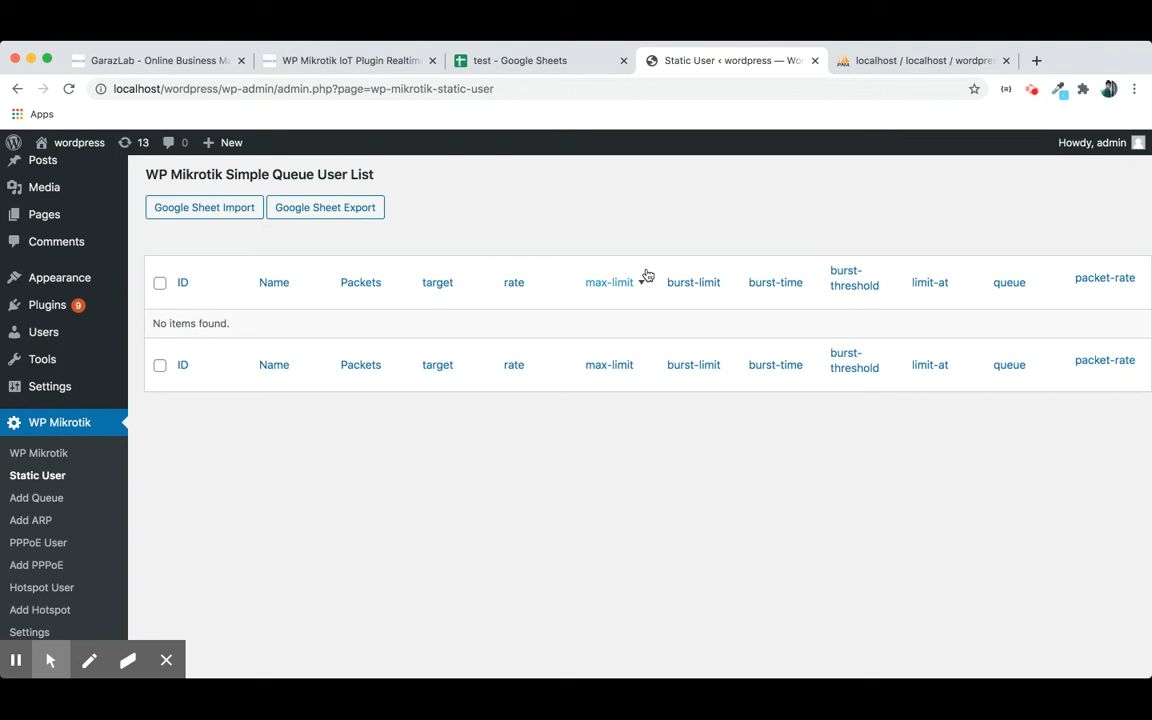 GarazLab - Online Business M
WP Mikrotik IoT Plugin Realtim
test - Google Sheets
Static User ‹ wordpress — Wor
localhost / localhost / wordpre
localhost/wordpress/wp-admin/admin.php?page=wp-mikrotik-static-user
Apps
wordpress 13 0 New Howdy, admin
Posts
Media
Pages
Comments
Appearance
Plugins 9
Users
Tools
Settings
WP Mikrotik
WP Mikrotik
Static User
Add Queue
Add ARP
PPPoE User
Add PPPoE
Hotspot User
Add Hotspot
Settings
WP Mikrotik Simple Queue User List
Google Sheet Import Google Sheet Export
ID Name Packets target rate max-limit burst-limit burst-time burst-threshold limit-at queue packet-rate
No items found.
ID Name Packets target rate max-limit burst-limit burst-time burst-threshold limit-at queue packet-rate